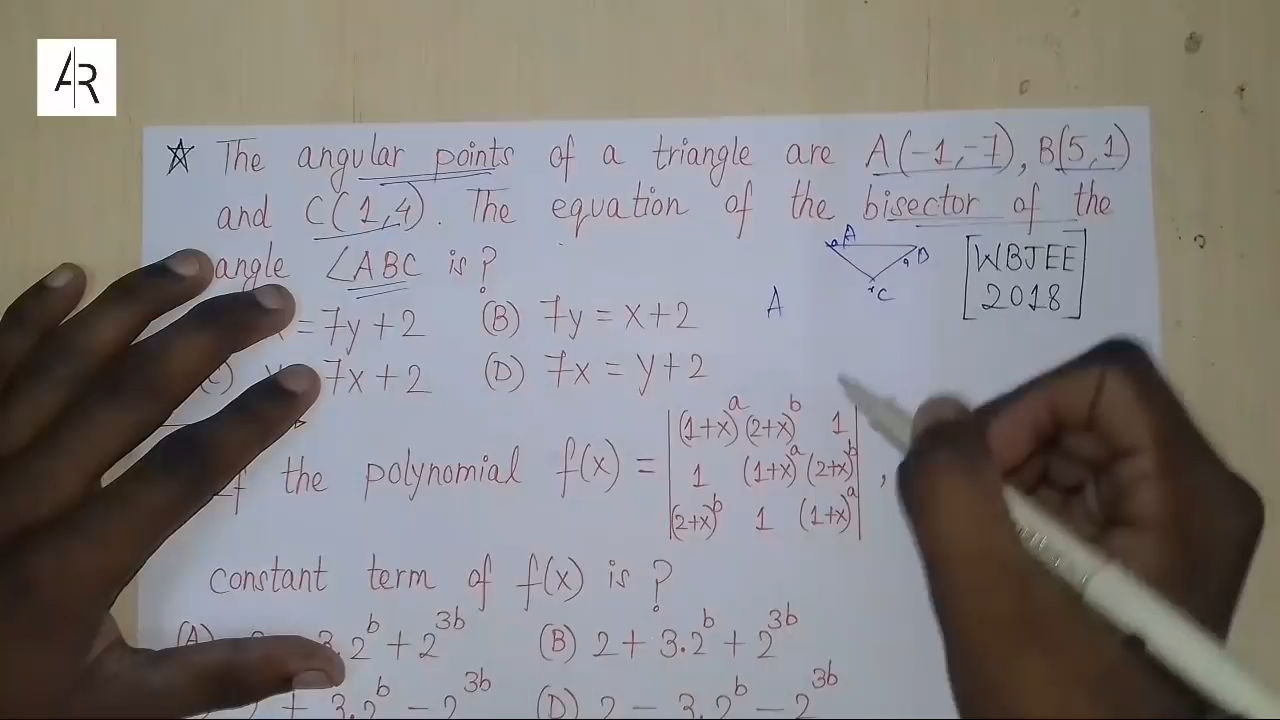 AR
☆ The angular points of a triangle are A(-1,-7), B(5,1)
and C(1,4). The equation of the bisector of the
angle ∠ABC is ?
A B C
[WBJEE 2018]
= 7y + 2 (B) 7y = x + 2
A
7x + 2 (D) 7x = y + 2
the polynomial f(x) = | (1+x)^a (2+x)^b 1 |
| 1 (1+x)^a (2+x)^b | ,
| (2+x)^b 1 (1+x)^a |
constant term of f(x) is ?
(A) 3.2^b + 2^3b (B) 2 + 3.2^b + 2^3b
+ 3.2^b - 2^3b (D) 2 - 3.2^b - 2^3b